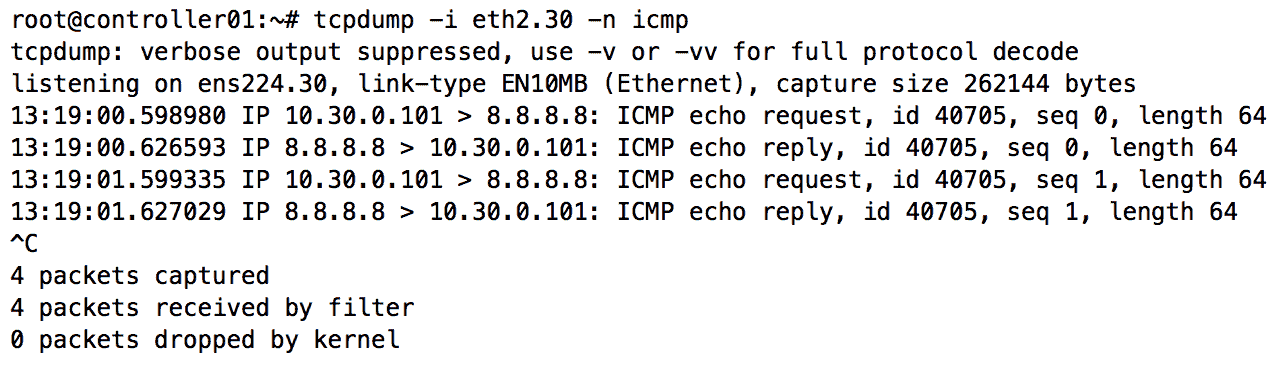 root@controller01:~# tcpdump -i eth2.30 -n icmp
tcpdump: verbose output suppressed, use -v or -vv for full protocol decode
listening on ens224.30, link-type EN10MB (Ethernet), capture size 262144 bytes
13:19:00.598980 IP 10.30.0.101 > 8.8.8.8: ICMP echo request, id 40705, seq 0, length 64
13:19:00.626593 IP 8.8.8.8 > 10.30.0.101: ICMP echo reply, id 40705, seq 0, length 64
13:19:01.599335 IP 10.30.0.101 > 8.8.8.8: ICMP echo request, id 40705, seq 1, length 64
13:19:01.627029 IP 8.8.8.8 > 10.30.0.101: ICMP echo reply, id 40705, seq 1, length 64
^C
4 packets captured
4 packets received by filter
0 packets dropped by kernel